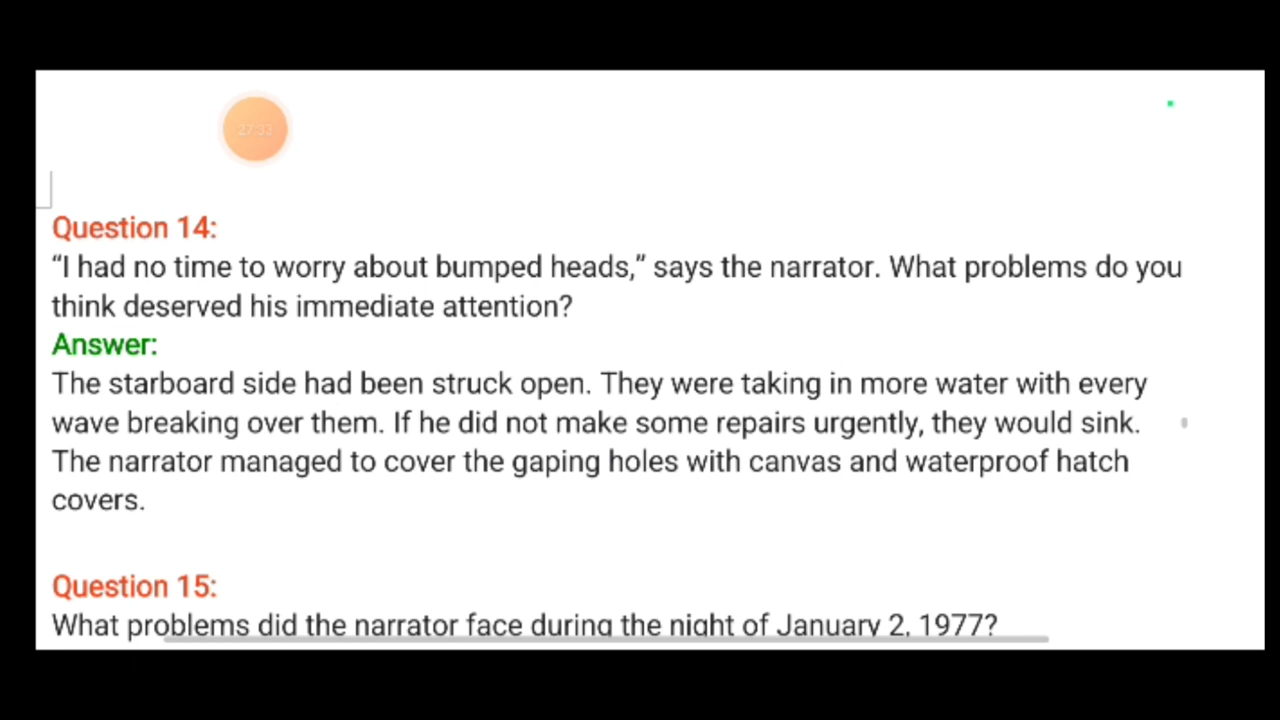 27:33
Question 14:
“I had no time to worry about bumped heads,” says the narrator. What problems do you
think deserved his immediate attention?
Answer:
The starboard side had been struck open. They were taking in more water with every
wave breaking over them. If he did not make some repairs urgently, they would sink.
The narrator managed to cover the gaping holes with canvas and waterproof hatch
covers.
Question 15:
What problems did the narrator face during the night of January 2, 1977?